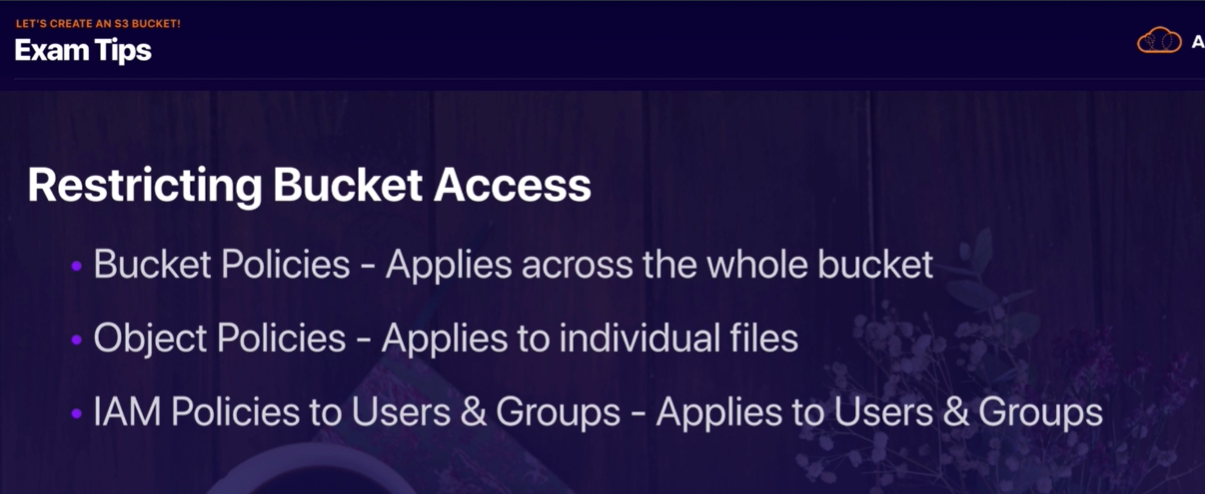 LET'S CREATE AN S3 BUCKET!
Exam Tips
A
Restricting Bucket Access
• Bucket Policies - Applies across the whole bucket
• Object Policies - Applies to individual files
• IAM Policies to Users & Groups - Applies to Users & Groups